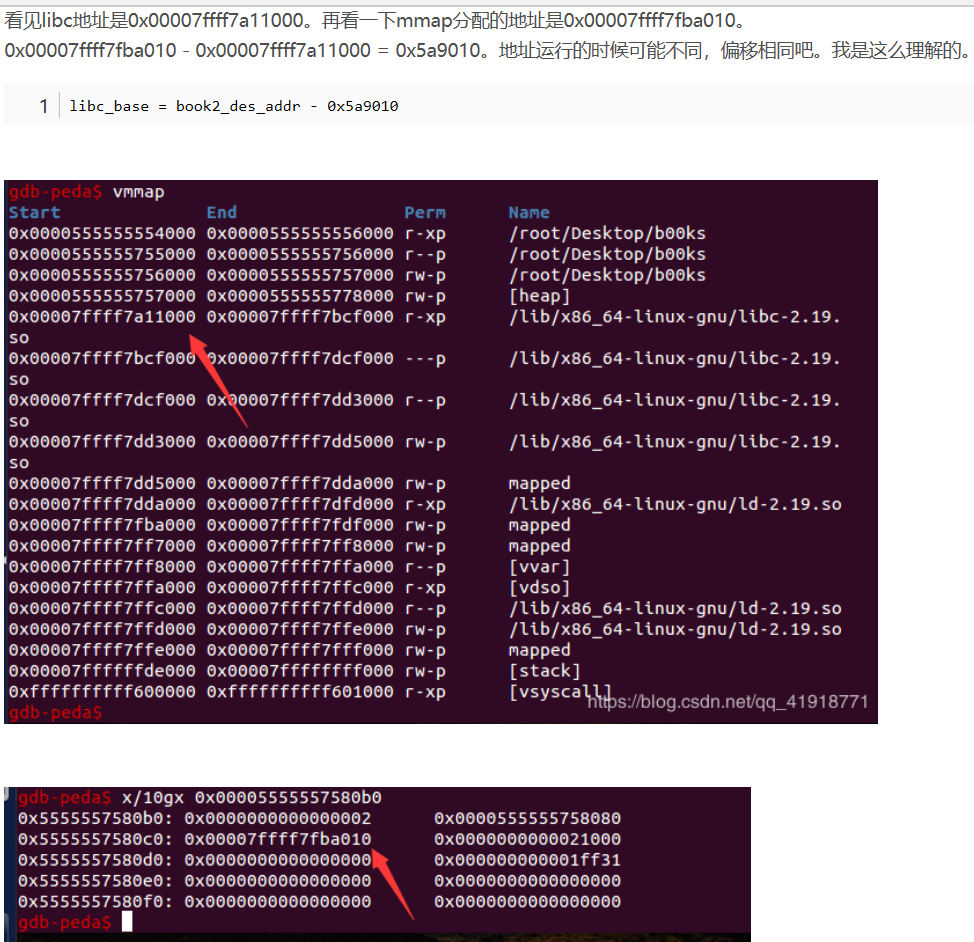 看见libc地址是0x00007ffff7a11000。再看一下mmap分配的地址是0x00007ffff7fba010。
0x00007ffff7fba010 - 0x00007ffff7a11000 = 0x5a9010。地址运行的时候可能不同，偏移相同吧。我是这么理解的。
1 libc_base = book2_des_addr - 0x5a9010
gdb-peda$ vmmap
Start End Perm Name
0x0000555555554000 0x0000555555556000 r-xp /root/Desktop/b00ks
0x0000555555755000 0x0000555555756000 r--p /root/Desktop/b00ks
0x0000555555756000 0x0000555555757000 rw-p /root/Desktop/b00ks
0x0000555555757000 0x0000555555778000 rw-p [heap]
0x00007ffff7a11000 0x00007ffff7bcf000 r-xp /lib/x86_64-linux-gnu/libc-2.19.
so
0x00007ffff7bcf000 0x00007ffff7dcf000 ---p /lib/x86_64-linux-gnu/libc-2.19.
so
0x00007ffff7dcf000 0x00007ffff7dd3000 r--p /lib/x86_64-linux-gnu/libc-2.19.
so
0x00007ffff7dd3000 0x00007ffff7dd5000 rw-p /lib/x86_64-linux-gnu/libc-2.19.
so
0x00007ffff7dd5000 0x00007ffff7dda000 rw-p mapped
0x00007ffff7dda000 0x00007ffff7dfd000 r-xp /lib/x86_64-linux-gnu/ld-2.19.so
0x00007ffff7fba000 0x00007ffff7fdf000 rw-p mapped
0x00007ffff7ff7000 0x00007ffff7ff8000 rw-p mapped
0x00007ffff7ff8000 0x00007ffff7ffa000 r--p [vvar]
0x00007ffff7ffa000 0x00007ffff7ffc000 r-xp [vdso]
0x00007ffff7ffc000 0x00007ffff7ffd000 r--p /lib/x86_64-linux-gnu/ld-2.19.so
0x00007ffff7ffd000 0x00007ffff7ffe000 rw-p /lib/x86_64-linux-gnu/ld-2.19.so
0x00007ffff7ffe000 0x00007ffff7fff000 rw-p mapped
0x00007ffffffde000 0x00007ffffffff000 rw-p [stack]
0xffffffffff600000 0xffffffffff601000 r-xp [vsyscall]
https://blog.csdn.net/qq_41918771
gdb-peda$
gdb-peda$ x/10gx 0x00005555557580b0
0x5555557580b0: 0x0000000000000002 0x0000555555758080
0x5555557580c0: 0x00007ffff7fba010 0x0000000000021000
0x5555557580d0: 0x0000000000000000 0x000000000001ff31
0x5555557580e0: 0x0000000000000000 0x0000000000000000
0x5555557580f0: 0x0000000000000000 0x0000000000000000
gdb-peda$